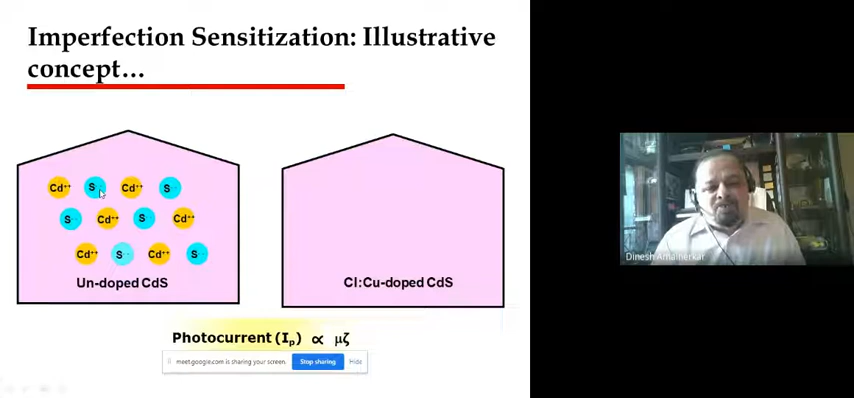 Imperfection Sensitization: Illustrative
concept…
Cd⁺⁺ S⁻⁻ Cd⁺⁺ S⁻⁻
S⁻⁻ Cd⁺⁺ S⁻⁻ Cd⁺⁺
Cd⁺⁺ S⁻⁻ Cd⁺⁺ S⁻⁻
Un-doped CdS
Cl:Cu-doped CdS
Photocurrent (Iₚ) ∝ μζ
meet.google.com is sharing your screen.
Stop sharing
Hide
Dinesh Amalnerkar